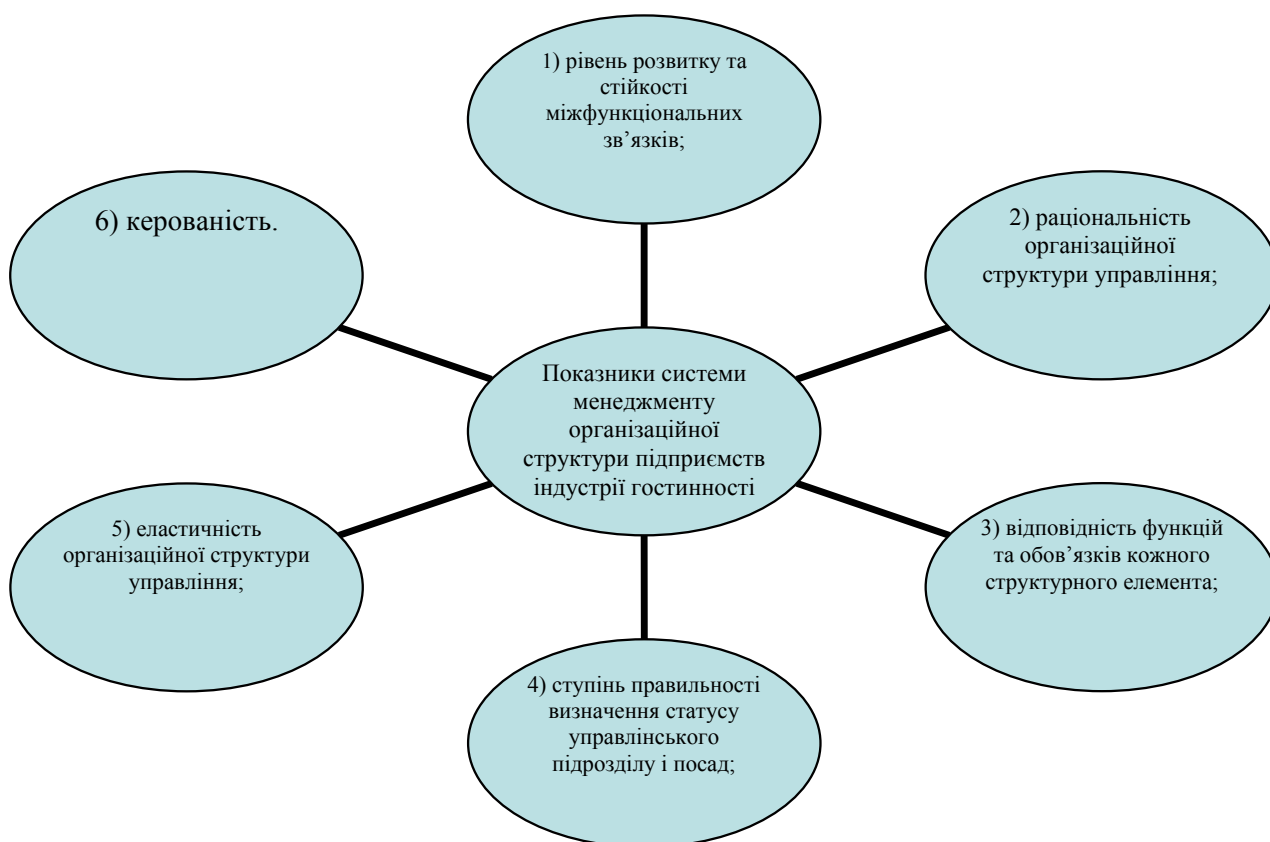 1) рівень розвитку та
стійкості
міжфункціональних
зв’язків;
6) керованість.
2) раціональність
організаційної
структури управління;
Показники системи
менеджменту
організаційної
структури підприємств
індустрії гостинності
5) еластичність
організаційної структури
управління;
3) відповідність функцій
та обов’язків кожного
структурного елемента;
4) ступінь правильності
визначення статусу
управлінського
підрозділу і посад;